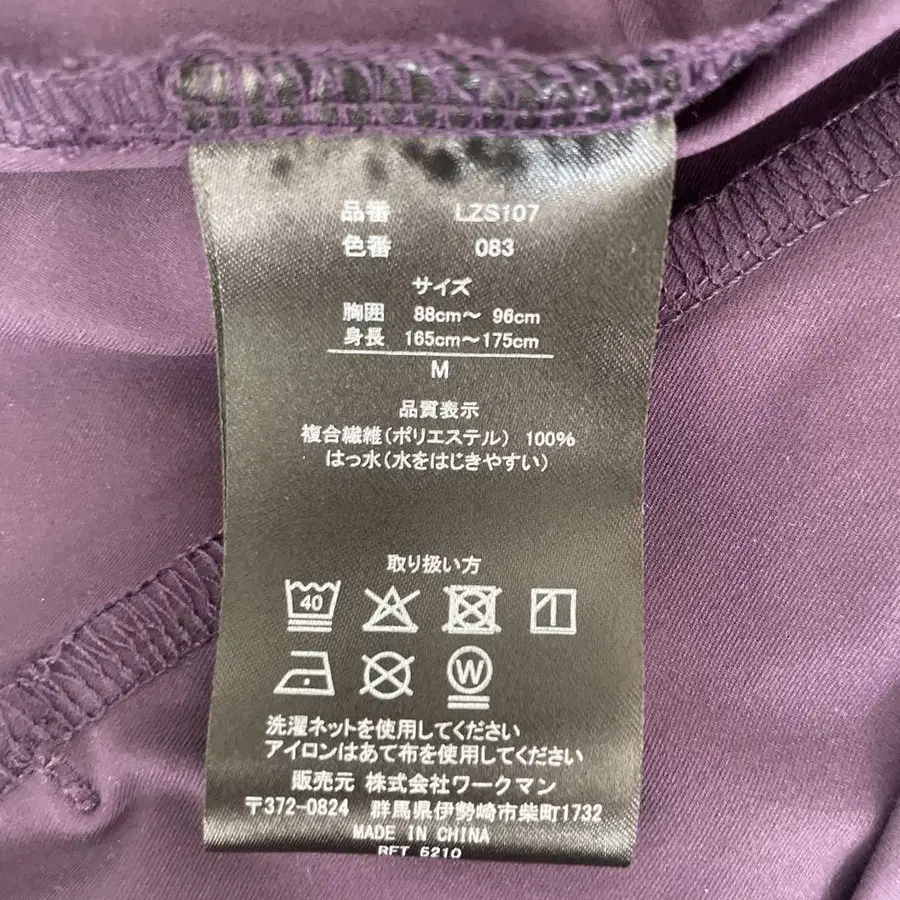 品番 LZS107
色番 083
サイズ
胸囲 88cm～ 96cm
身長 165cm～175cm
M
品質表示
複合繊維(ポリエステル) 100%
はっ水(水をはじきやすい)
取り扱い方
40
W
洗濯ネットを使用してください
アイロンはあて布を使用してください
販売元 株式会社ワークマン
〒372-0824 群馬県伊勢崎市柴町1732
MADE IN CHINA
RFT 5210